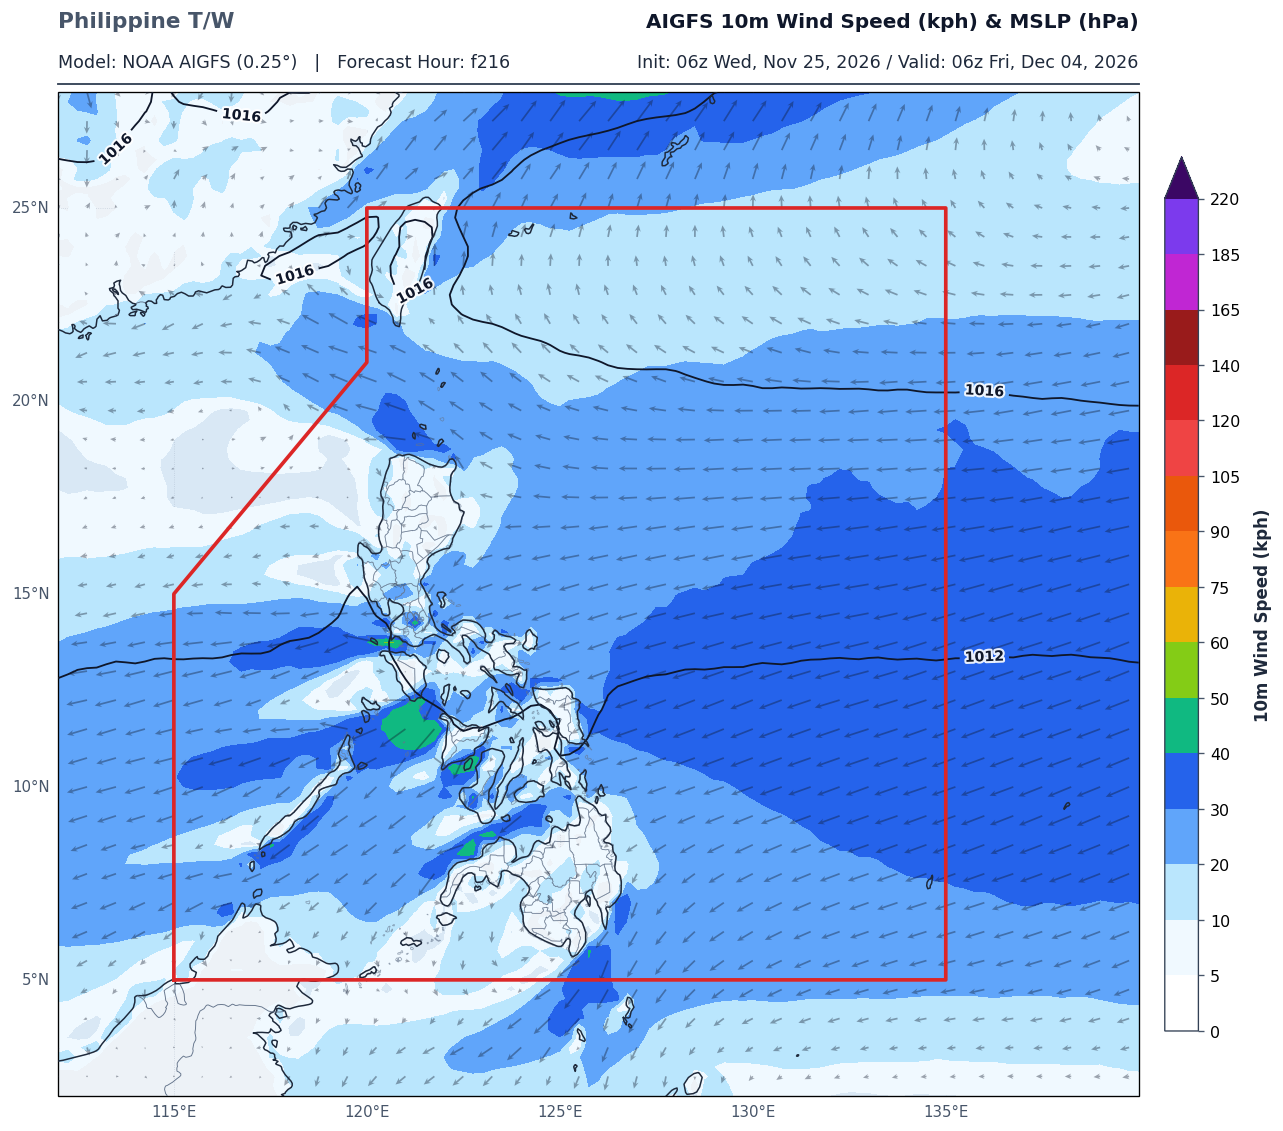 Philippine T/W
AIGFS 10m Wind Speed (kph) & MSLP (hPa)
Model: NOAA AIGFS (0.25°)   |   Forecast Hour: f216
Init: 06z Wed, Nov 25, 2026 / Valid: 06z Fri, Dec 04, 2026
1016
1016
1016
1016
1016
1012
25°N
20°N
15°N
10°N
5°N
115°E
120°E
125°E
130°E
135°E
220
185
165
140
120
105
90
75
60
50
40
30
20
10
5
0
10m Wind Speed (kph)